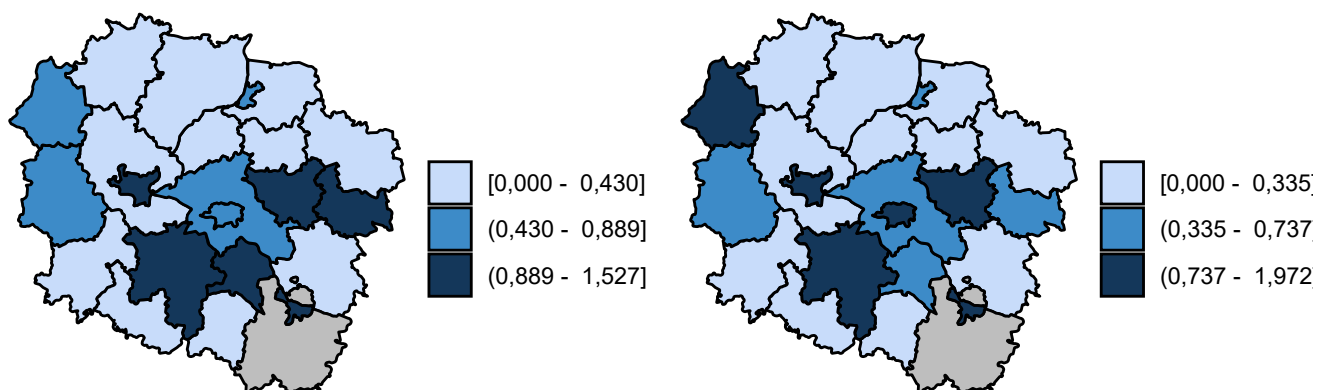 [0,000 - 0,430]
(0,430 - 0,889]
(0,889 - 1,527]
[0,000 - 0,335]
(0,335 - 0,737]
(0,737 - 1,972]